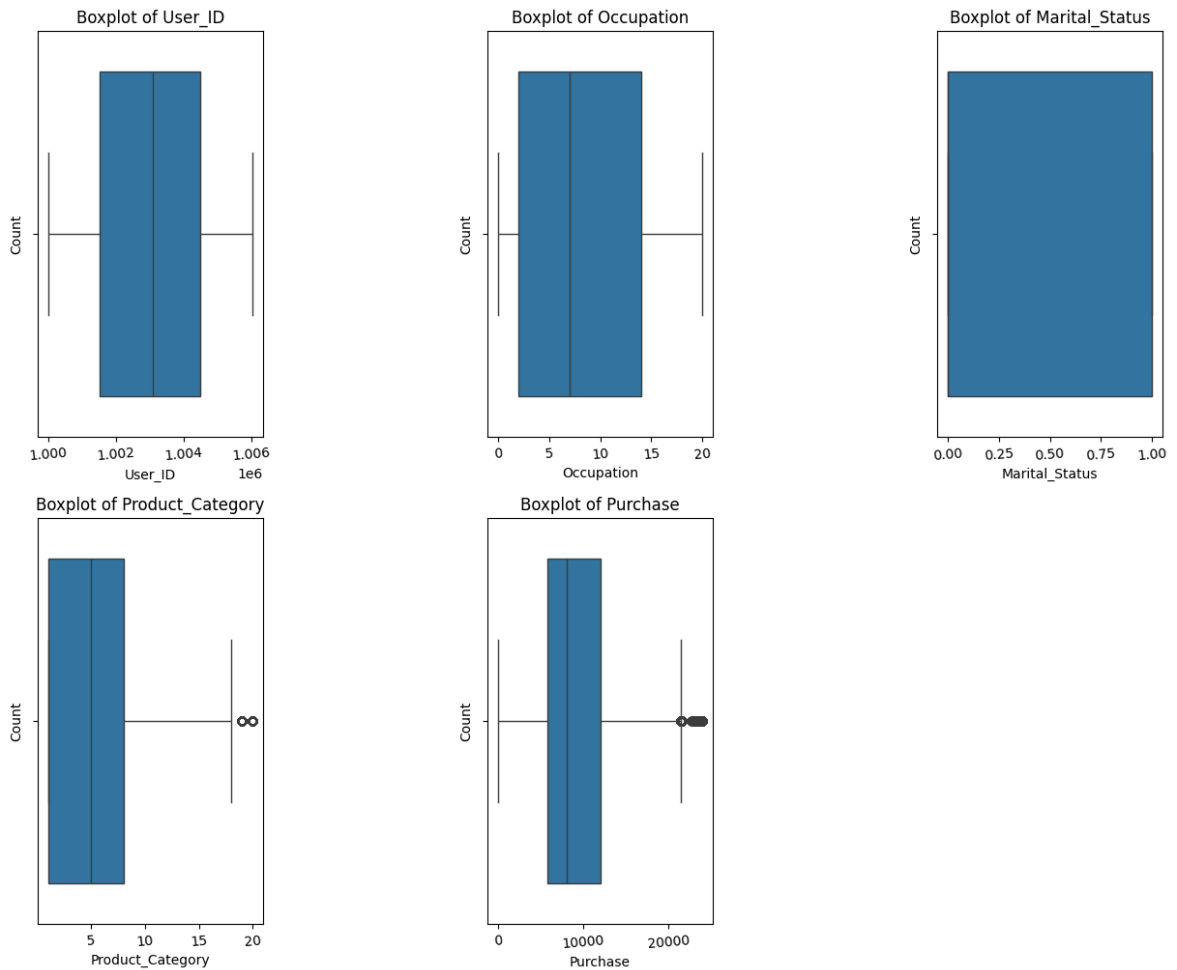 Boxplot of User_ID
Boxplot of Occupation
Boxplot of Marital_Status
Count
Count
Count
1.000 1.002 1.004 1.006
1e6
User_ID
0 5 10 15 20
Occupation
0.00 0.25 0.50 0.75 1.00
Marital_Status
Boxplot of Product_Category
Boxplot of Purchase
Count
Count
5 10 15 20
Product_Category
0 10000 20000
Purchase